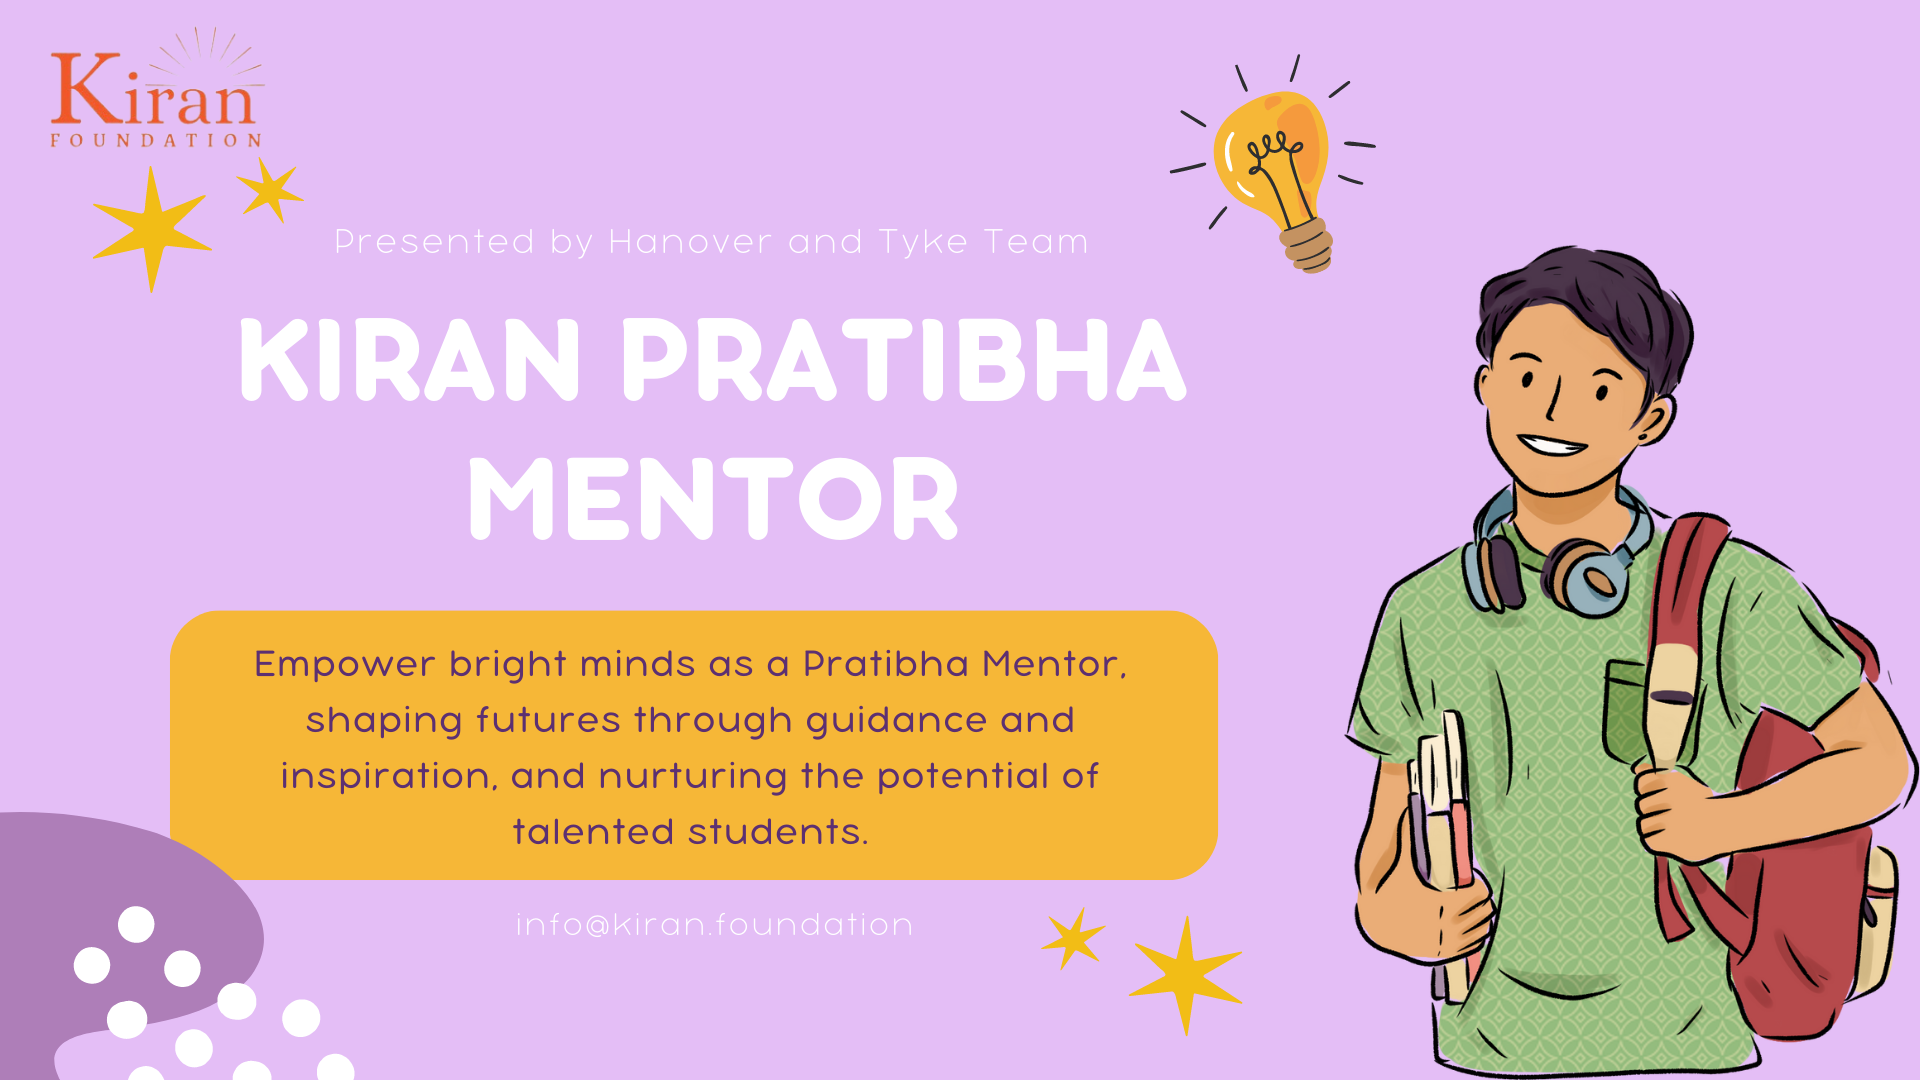 Kiran
FOUNDATION
Presented by Hanover and Tyke Team
KIRAN PRATIBHA
MENTOR
Empower bright minds as a Pratibha Mentor,
shaping futures through guidance and
inspiration, and nurturing the potential of
talented students.
info@kiran.foundation